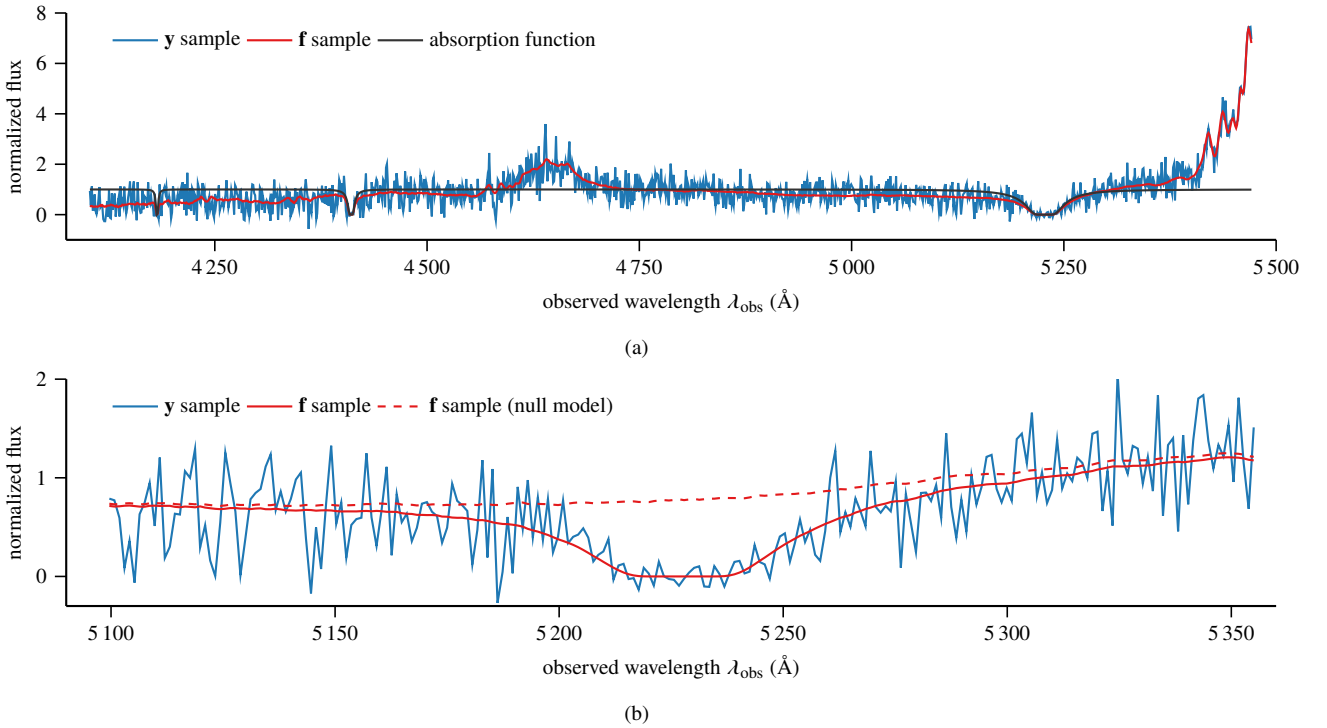 8
6
4
2
0
normalized flux
y sample f sample absorption function
4 250 4 500 4 750 5 000 5 250 5 500
observed wavelength λobs (Å)
(a)
2
1
0
normalized flux
y sample f sample f sample (null model)
5 100 5 150 5 200 5 250 5 300 5 350
observed wavelength λobs (Å)
(b)